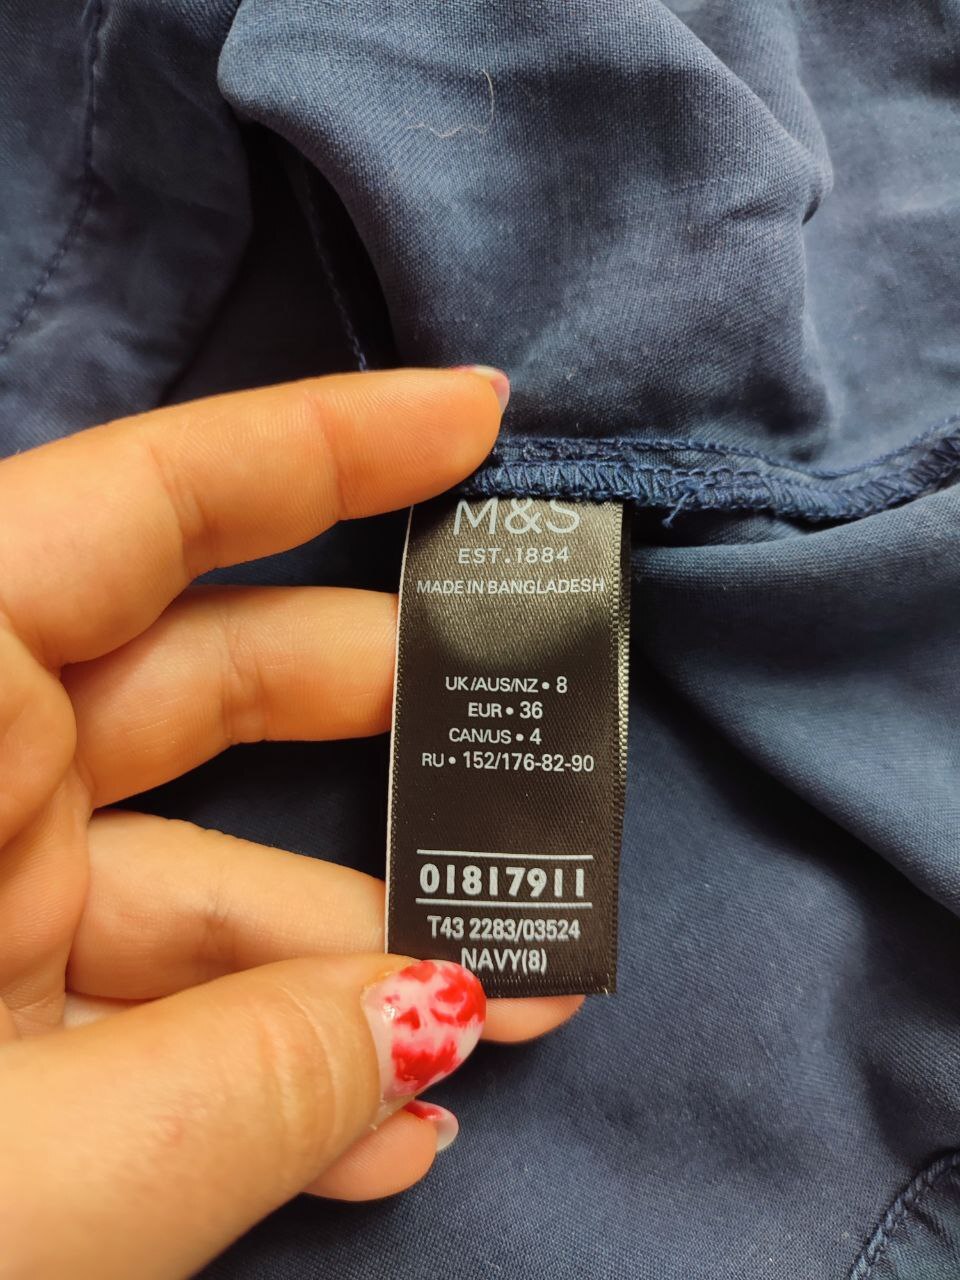 M&S
EST.1884
MADE IN BANGLADESH
UK/AUS/NZ • 8
EUR • 36
CAN/US • 4
RU • 152/176-82-90
01817911
T43 2283/03524
NAVY(8)